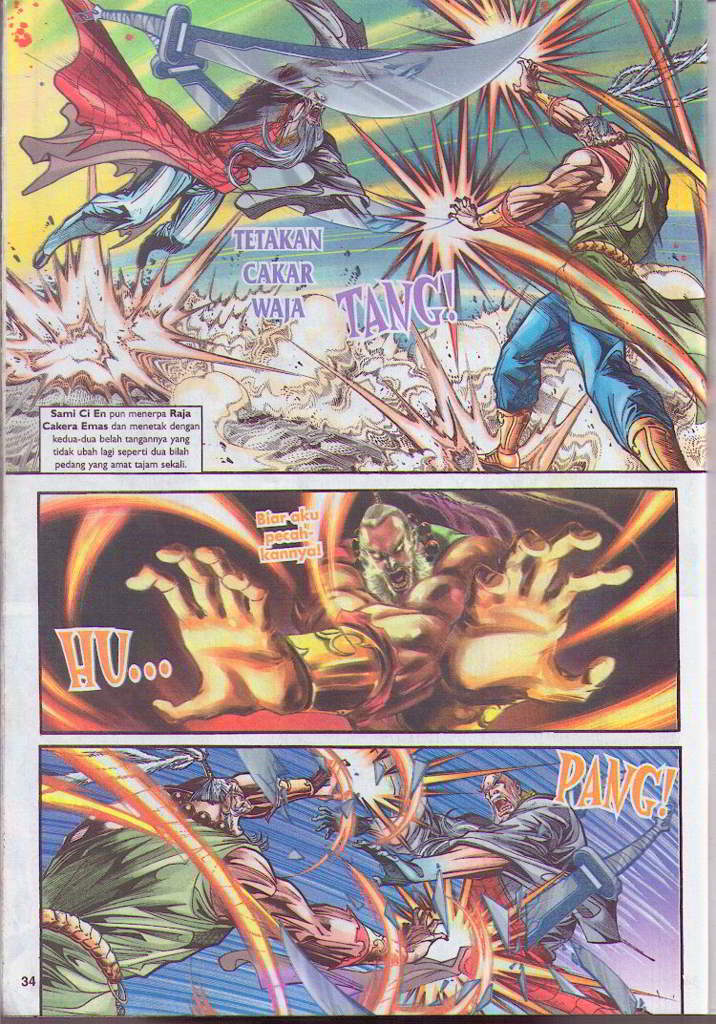 TETAKAN
CAKAR
WAJA
TANG!
Sami Ci En pun menerpa Raja
Cakera Emas dan menetak dengan
kedua-dua belah tangannya yang
tidak ubah lagi seperti dua bilah
pedang yang amat tajam sekali.
Biar aku
pecah-
kannya!
HU...
PANG!
34